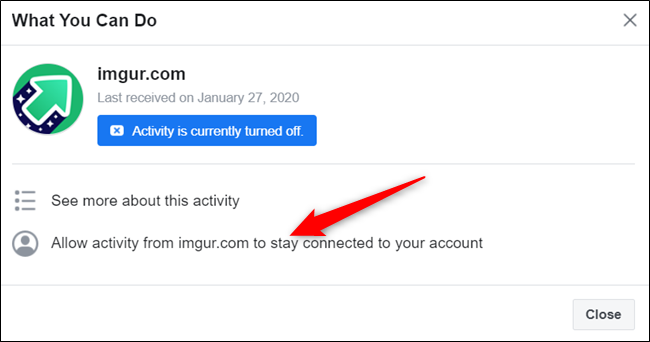 What You Can Do
imgur.com
Last received on January 27, 2020
Activity is currently turned off.
See more about this activity
Allow activity from imgur.com to stay connected to your account
Close